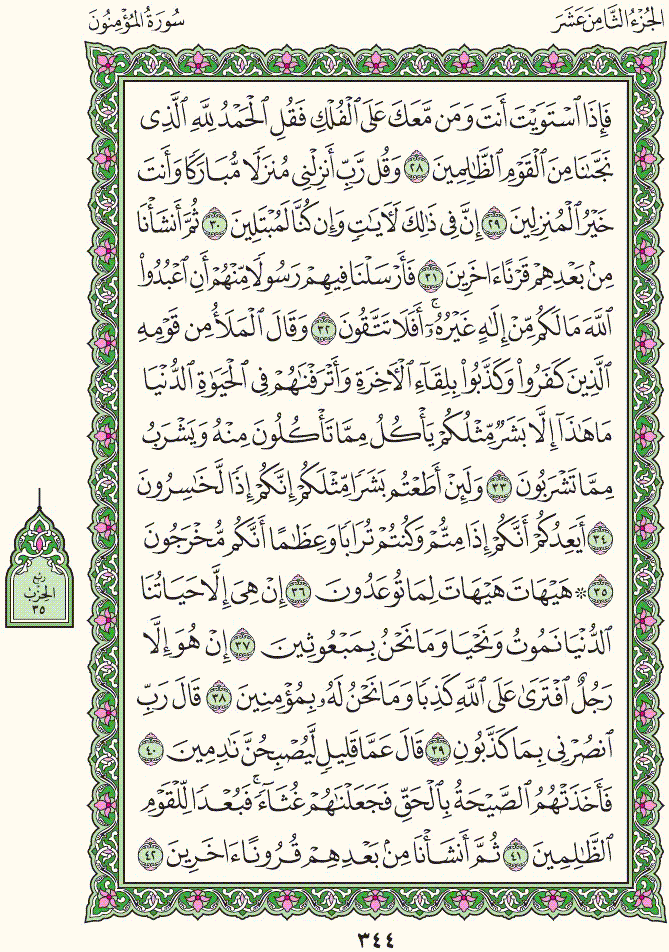 الجُزْءُ الثَّامِنَ عَشَرَ
سُورَةُ المُؤْمِنُونَ
فَإِذَا ٱسْتَوَيْتَ أَنتَ وَمَن مَّعَكَ عَلَى ٱلْفُلْكِ فَقُلِ ٱلْحَمْدُ لِلَّهِ ٱلَّذِى
نَجَّىٰنَا مِنَ ٱلْقَوْمِ ٱلظَّٰلِمِينَ ٢٨ وَقُل رَّبِّ أَنزِلْنِى مُنزَلًا مُّبَارَكًا وَأَنتَ
خَيْرُ ٱلْمُنزِلِينَ ٢٩ إِنَّ فِى ذَٰلِكَ لَءَايَٰتٍ وَإِن كُنَّا لَمُبْتَلِينَ ٣٠ ثُمَّ أَنشَأْنَا
مِنۢ بَعْدِهِمْ قَرْنًا ءَاخَرِينَ ٣١ فَأَرْسَلْنَا فِيهِمْ رَسُولًا مِّنْهُمْ أَنِ ٱعْبُدُوا۟
ٱللَّهَ مَا لَكُم مِّنْ إِلَٰهٍ غَيْرُهُۥٓ ۚ أَفَلَا تَتَّقُونَ ٣٢ وَقَالَ ٱلْمَلَأُ مِن قَوْمِهِ
ٱلَّذِينَ كَفَرُوا۟ وَكَذَّبُوا۟ بِلِقَآءِ ٱلْءَاخِرَةِ وَأَتْرَفْنَٰهُمْ فِى ٱلْحَيَوٰةِ ٱلدُّنْيَا
مَا هَٰذَآ إِلَّا بَشَرٌ مِّثْلُكُمْ يَأْكُلُ مِمَّا تَأْكُلُونَ مِنْهُ وَيَشْرَبُ
مِمَّا تَشْرَبُونَ ٣٣ وَلَئِنْ أَطَعْتُم بَشَرًا مِّثْلَكُمْ إِنَّكُمْ إِذًا لَّخَٰسِرُونَ
٣٤ أَيَعِدُكُمْ أَنَّكُمْ إِذَا مِتُّمْ وَكُنتُمْ تُرَابًا وَعِظَٰمًا أَنَّكُم مُّخْرَجُونَ
٣٥ ۞ هَيْهَاتَ هَيْهَاتَ لِمَا تُوعَدُونَ ٣٦ إِنْ هِىَ إِلَّا حَيَاتُنَا
ٱلدُّنْيَا نَمُوتُ وَنَحْيَا وَمَا نَحْنُ بِمَبْعُوثِينَ ٣٧ إِنْ هُوَ إِلَّا
رَجُلٌ ٱفْتَرَىٰ عَلَى ٱللَّهِ كَذِبًا وَمَا نَحْنُ لَهُۥ بِمُؤْمِنِينَ ٣٨ قَالَ رَبِّ
ٱنصُرْنِى بِمَا كَذَّبُونِ ٣٩ قَالَ عَمَّا قَلِيلٍ لَّيُصْبِحُنَّ نَٰدِمِينَ ٤٠
فَأَخَذَتْهُمُ ٱلصَّيْحَةُ بِٱلْحَقِّ فَجَعَلْنَٰهُمْ غُثَآءً ۚ فَبُعْدًا لِّلْقَوْمِ
ٱلظَّٰلِمِينَ ٤١ ثُمَّ أَنشَأْنَا مِنۢ بَعْدِهِمْ قُرُونًا ءَاخَرِينَ ٤٢
رُبْعُ
الحِزْبِ
٣٥
٣٤٤